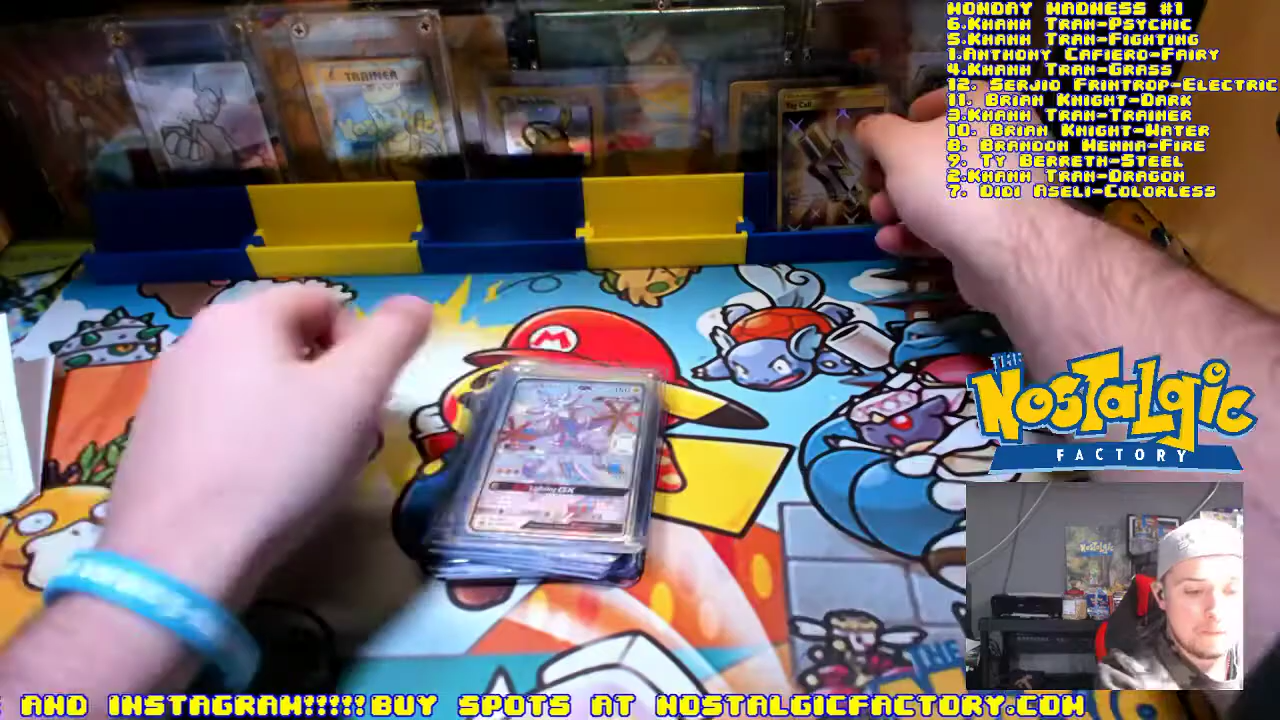 MONDAY MADNESS #1
6.KHANH TRAN-PSYCHIC
5.KHANH TRAN-FIGHTING
1.ANTHONY CAFIERO-FAIRY
4.KHANH TRAN-GRASS
12. SERJIO FRINTROP-ELECTRIC
11. BRIAN KNIGHT-DARK
3.KHANH TRAN-TRAINER
10. BRIAN KNIGHT-WATER
8. BRANDON WENNA-FIRE
9. TY BERRETH-STEEL
2.KHANH TRAN-DRAGON
7. DIDI ASELI-COLORLESS
TRAINER
THE
NOSTALGIC
FACTORY
GX
THE
AND INSTAGRAM!!!!!BUY SPOTS AT NOSTALGICFACTORY.COM